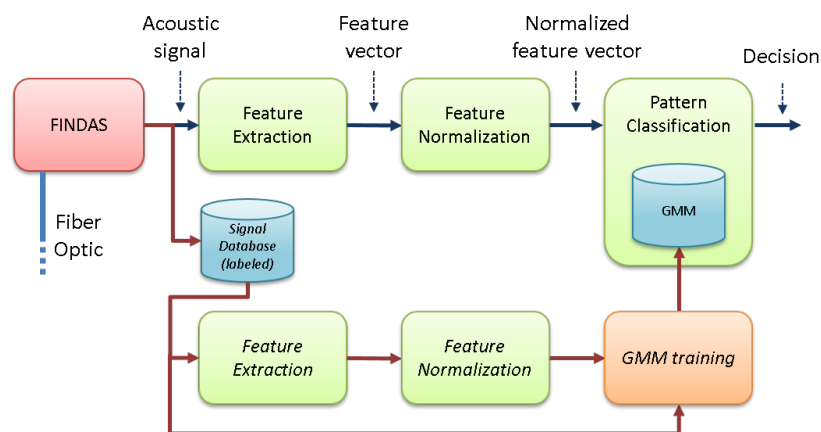 Acoustic
signal
Feature
vector
Normalized
feature vector
Decision
FINDAS
Feature
Extraction
Feature
Normalization
Pattern
Classification
GMM
Fiber
Optic
Signal
Database
(labeled)
Feature
Extraction
Feature
Normalization
GMM training